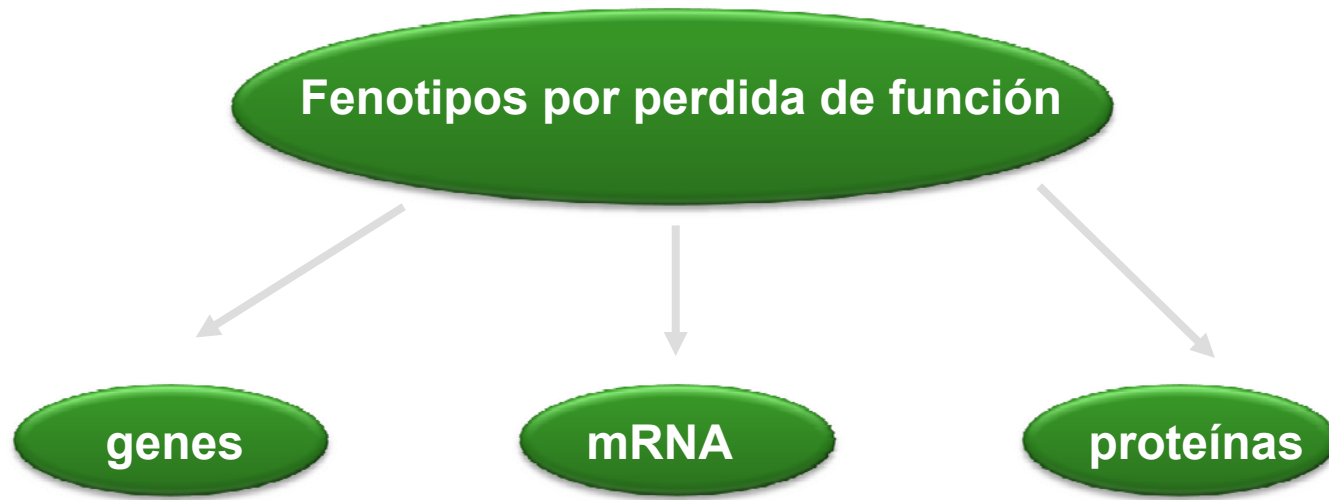 Fenotipos por perdida de función
genes
mRNA
proteínas